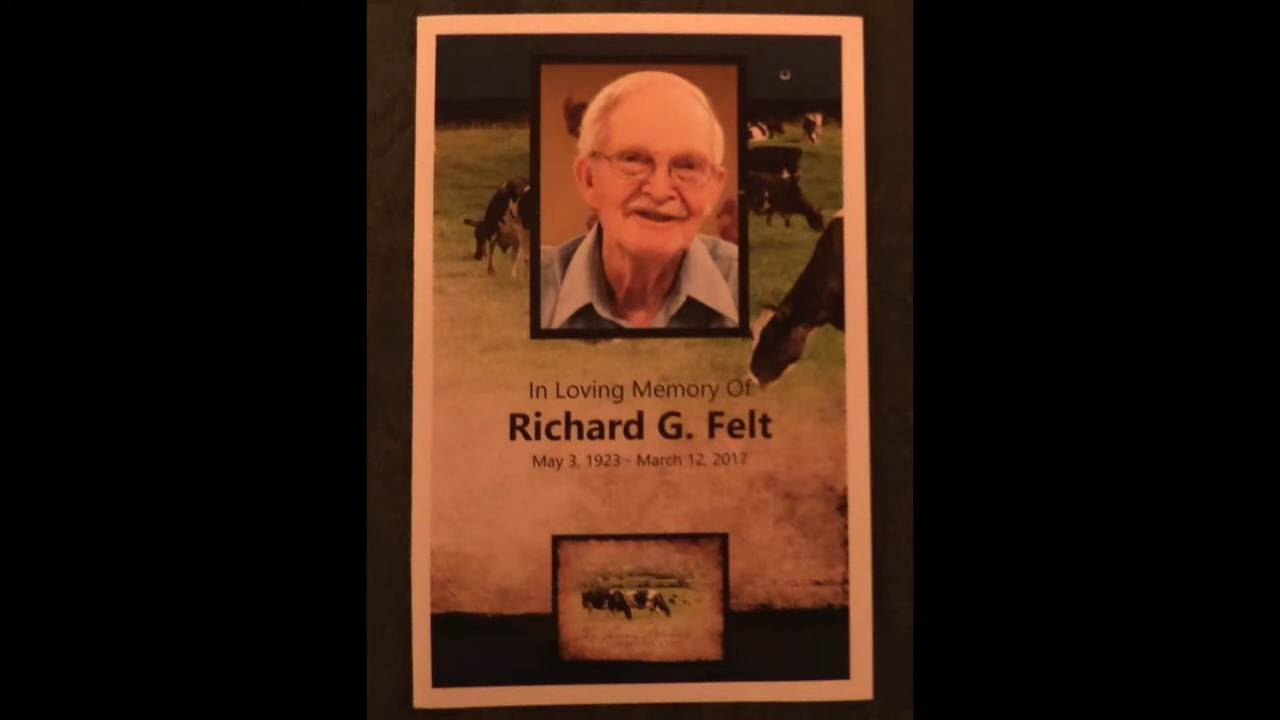 In Loving Memory Of
Richard G. Felt
May 3, 1923 - March 12, 2017